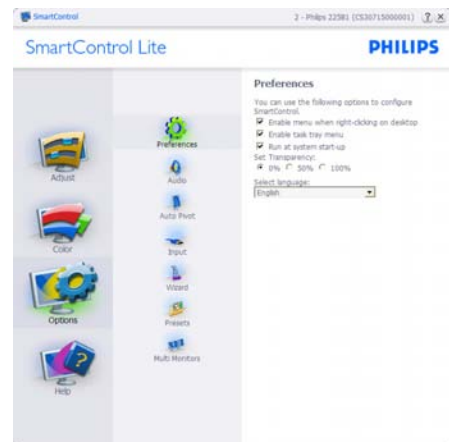 SmartControl
2 - Philips 225B1 (CS30715000001)
SmartControl Lite
PHILIPS
Adjust
Color
Options
Help
Preferences
Audio
Auto Pivot
Input
Wizard
Presets
Multi Monitors
Preferences
You can use the following options to configure
SmartControl.
Enable menu when right-clicking on desktop
Enable task tray menu
Run at system start-up
Set Transparency:
0% 50% 100%
Select language:
English